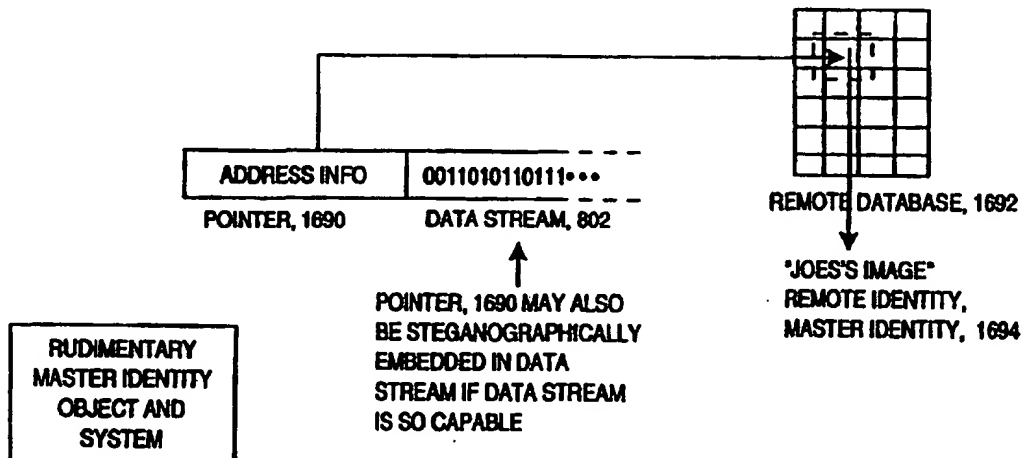 ADDRESS INFO
0011010110111•••
POINTER, 1690
DATA STREAM, 802
REMOTE DATABASE, 1692
"JOES'S IMAGE"
REMOTE IDENTITY,
MASTER IDENTITY, 1694
POINTER, 1690 MAY ALSO
BE STEGANOGRAPHICALLY
EMBEDDED IN DATA
STREAM IF DATA STREAM
IS SO CAPABLE
RUDIMENTARY
MASTER IDENTITY
OBJECT AND
SYSTEM